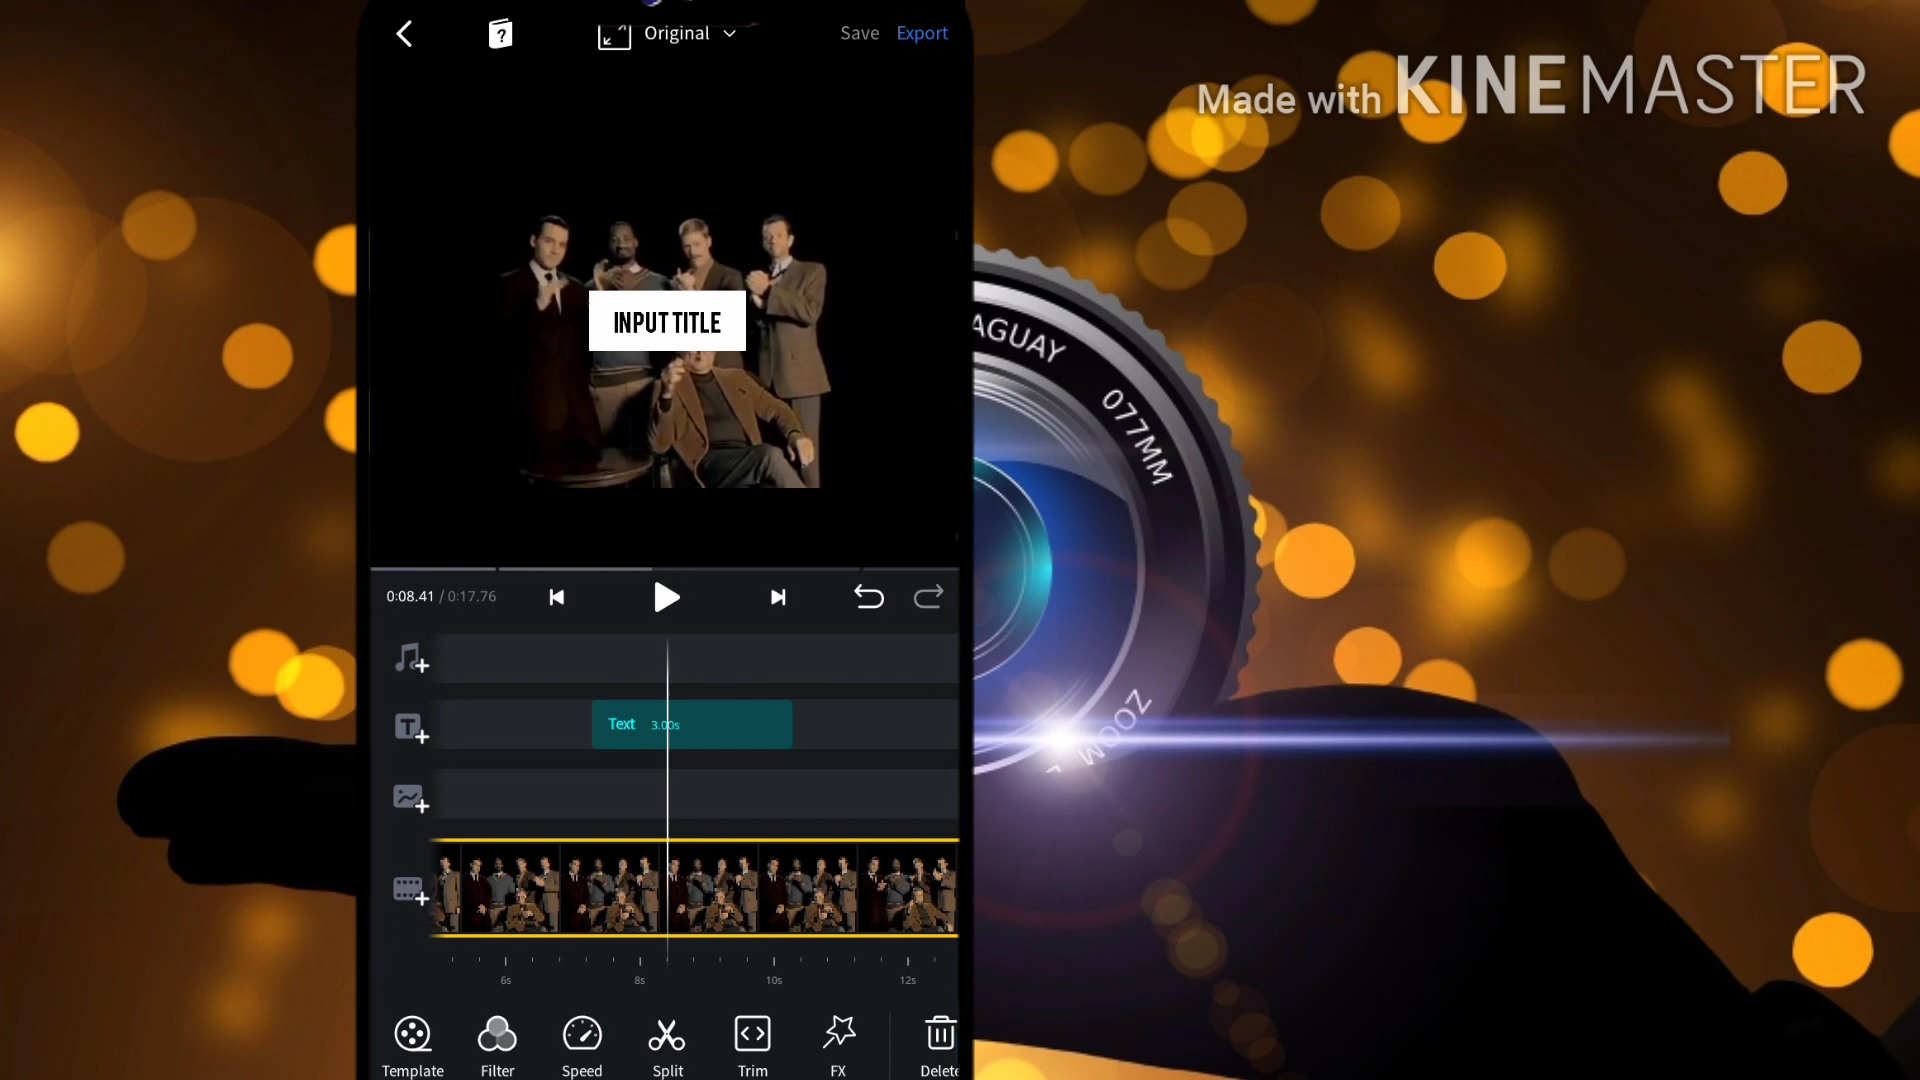 Original
Save
Export
Made with KINEMASTER
INPUT TITLE
AGUAY
077MM
ZOOM
0:08.41 / 0:17.76
Text 3.00s
6s
8s
10s
12s
Template
Filter
Speed
Split
Trim
FX
Delete